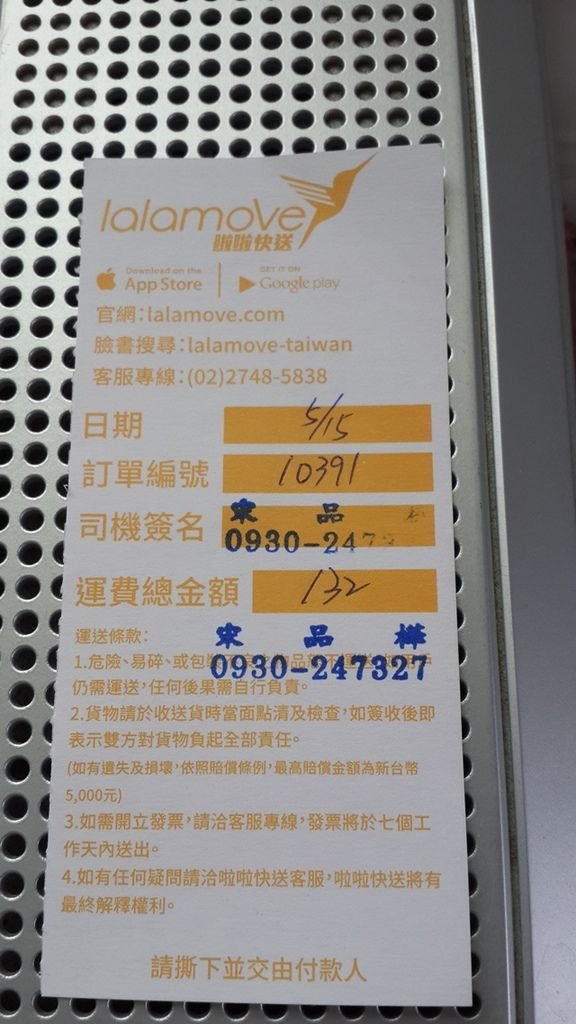 lalamove
啦啦快送
Download on the
App Store
GET IT ON
Google play
官網:lalamove.com
臉書搜尋:lalamove-taiwan
客服專線:(02)2748-5838
日期 5/15
訂單編號 10391
司機簽名 宋 品
0930-247
運費總金額 132
運送條款: 宋 品 樺
0930-247327
1.危險、易碎、或包裝
仍需運送,任何後果需自行負責。
2.貨物請於收送貨時當面點清及檢查,如簽收後即
表示雙方對貨物負起全部責任。
(如有遺失及損壞,依照賠償條例,最高賠償金額為新台幣
5,000元)
3.如需開立發票,請洽客服專線,發票將於七個工
作天內送出。
4.如有任何疑問請洽啦啦快送客服,啦啦快送將有
最終解釋權利。
請撕下並交由付款人